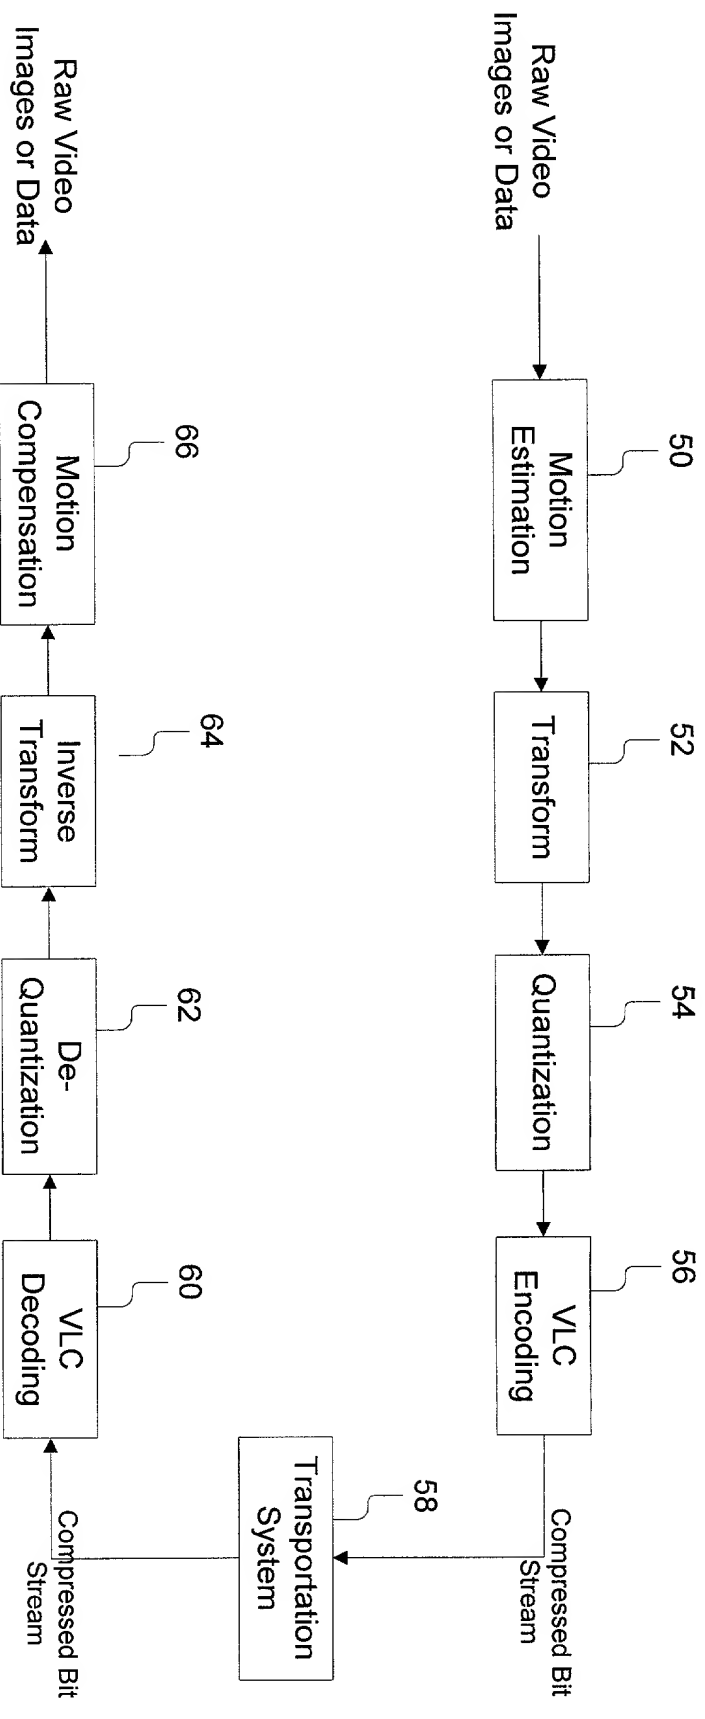 Raw Video
Images or Data
50
Motion
Estimation
52
Transform
54
Quantization
56
VLC
Encoding
Compressed Bit
Stream
58
Transportation
System
Compressed Bit
Stream
60
VLC
Decoding
62
De-
Quantization
64
Inverse
Transform
66
Motion
Compensation
Raw Video
Images or Data